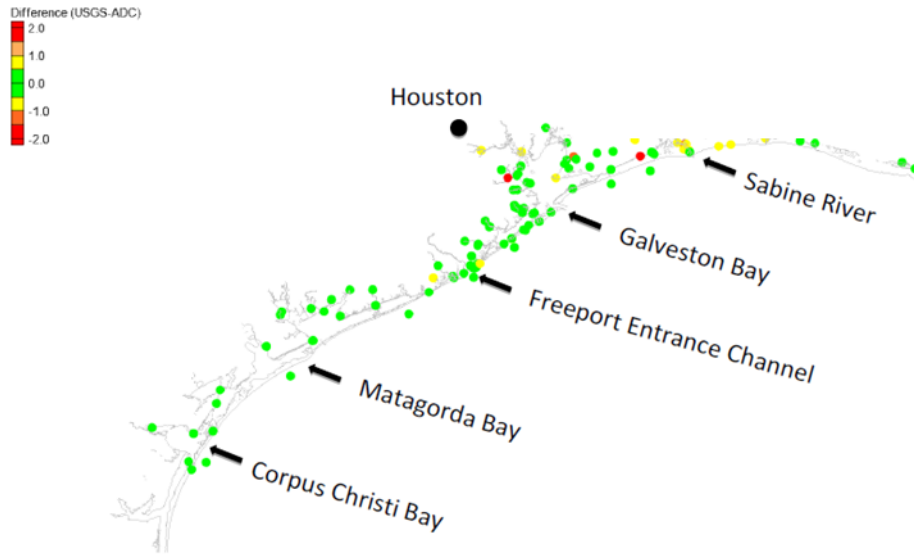 Difference (USGS-ADC)
2.0
1.0
0.0
-1.0
-2.0
Houston
Sabine River
Galveston Bay
Freeport Entrance Channel
Matagorda Bay
Corpus Christi Bay